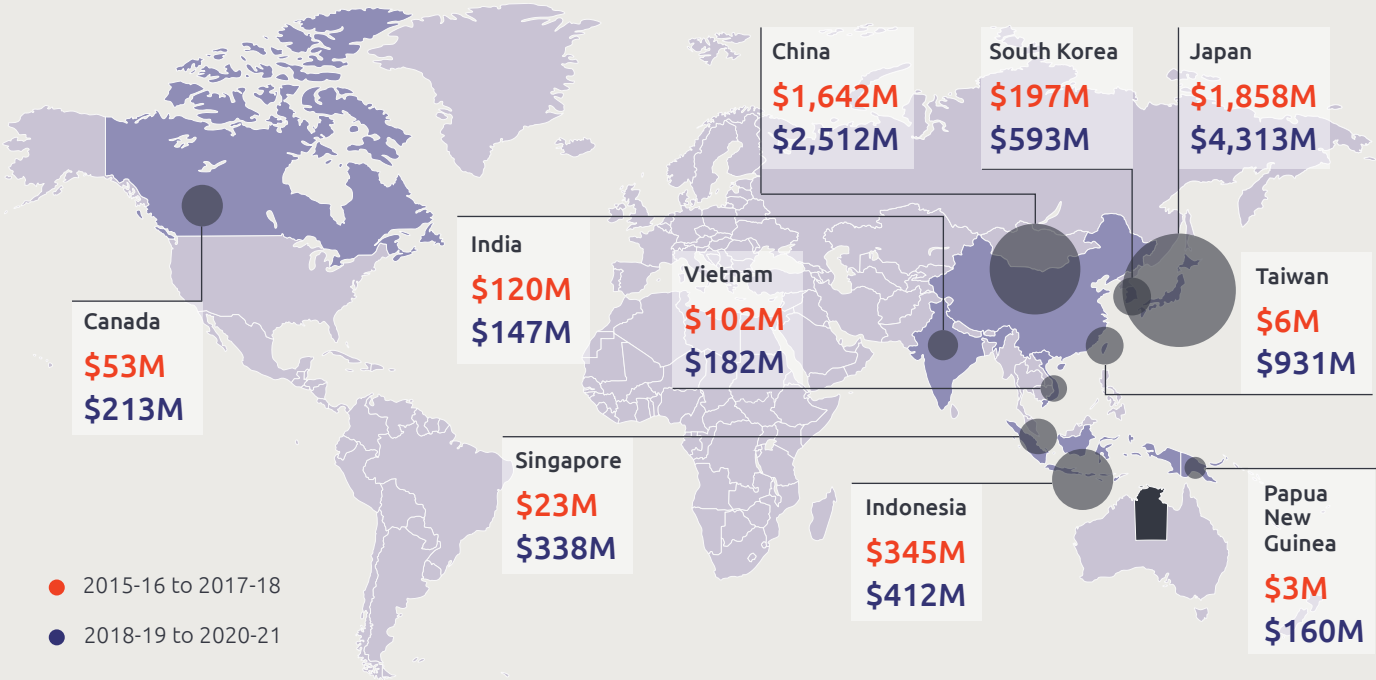 China
$1,642M
$2,512M
South Korea
$197M
$593M
Japan
$1,858M
$4,313M
India
$120M
$147M
Vietnam
$102M
$182M
Taiwan
$6M
$931M
Canada
$53M
$213M
Singapore
$23M
$338M
Indonesia
$345M
$412M
Papua
New
Guinea
$3M
$160M
2015-16 to 2017-18
2018-19 to 2020-21